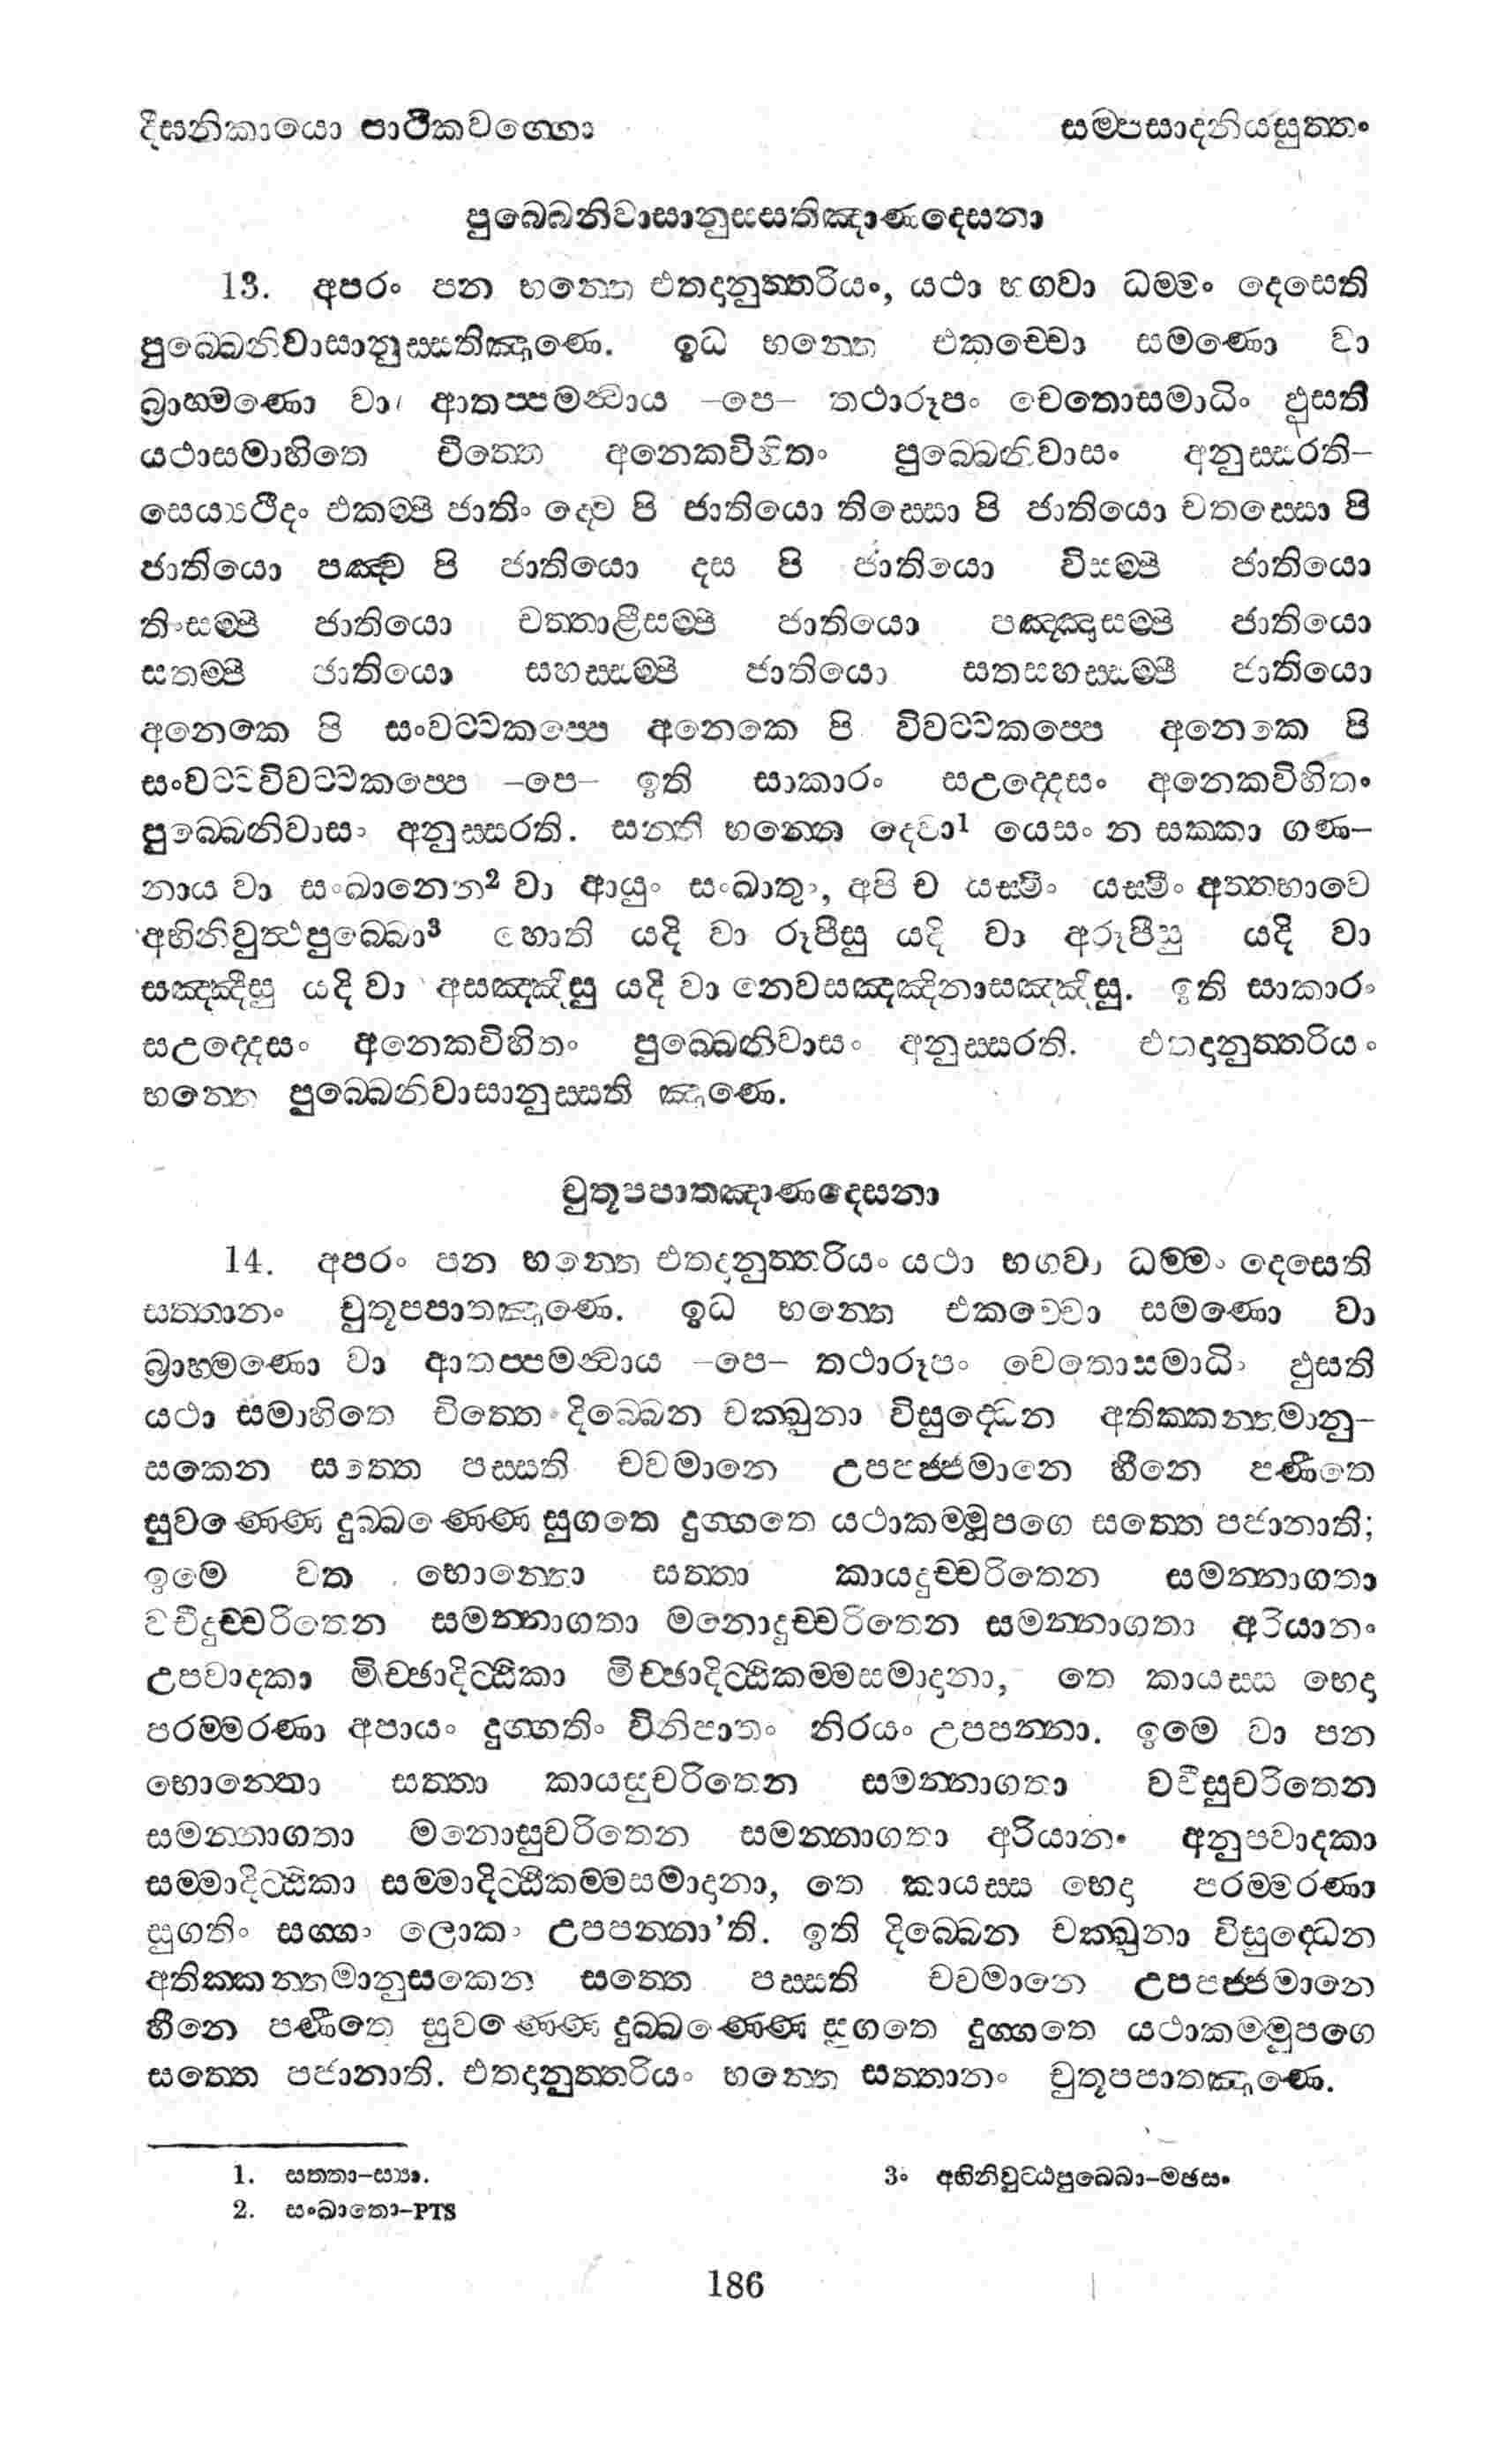 දීඝනිකායො පාථිකවග්ගො සම්පසාදනියසුත්තං
පුබ්බෙනිවාසානුස්සතිඤාණදෙසනා
13. අපරං පන භන්තෙ එතදානුත්තරියං, යථා භගවා ධම්මං දෙසෙති
පුබ්බෙනිවාසානුස්සතිඤාණෙ. ඉධ භන්තෙ එකච්චො සමණො වා
බ්‍රාහ්මණො වා ආතප්පමන්වාය –පෙ– තථාරූපං චෙතොසමාධිං ඵුසති
යථාසමාහිතෙ චිත්තෙ අනෙකවිහිතං පුබ්බෙනිවාසං අනුස්සරති–
සෙය්‍යථීදං එකම්පි ජාතිං ද්වෙ පි ජාතියො තිස්සො පි ජාතියො චතස්සො පි
ජාතියො පඤ්ච පි ජාතියො දස පි ජාතියො විසම්පි ජාතියො
තිංසම්පි ජාතියො චත්තාළීසම්පි ජාතියො පඤ්ඤාසම්පි ජාතියො
සතම්පි ජාතියො සහස්සම්පි ජාතියො සතසහස්සම්පි ජාතියො
අනෙකෙ පි සංවට්ටකප්පෙ අනෙකෙ පි විවට්ටකප්පෙ අනෙකෙ පි
සංවට්ටවිවට්ටකප්පෙ –පෙ– ඉති සාකාරං සඋද්දෙසං අනෙකවිහිතං
පුබ්බෙනිවාසං අනුස්සරති. සන්ති භන්තෙ දෙවා¹ යෙසං න සක්කා ගණ–
නාය වා සංඛානෙන² වා ආයුං සංඛාතුං, අපි ච යස්මිං යස්මිං අත්තභාවෙ
අභිනිවුත්ථපුබ්බො³ හොති යදි වා රූපීසු යදි වා අරූපීසු යදි වා
සඤ්ඤීසු යදි වා අසඤ්ඤීසු යදි වා නෙවසඤ්ඤිනාසඤ්ඤීසු. ඉති සාකාරං
සඋද්දෙසං අනෙකවිහිතං පුබ්බෙනිවාසං අනුස්සරති. එතදානුත්තරියං
භන්තෙ පුබ්බෙනිවාසානුස්සති ඤාණෙ.
චුතූපපාතඤාණදෙසනා
14. අපරං පන භන්තෙ එතදානුත්තරියං යථා භගවා ධම්මං දෙසෙති
සත්තානං චුතූපපාතඤාණෙ. ඉධ භන්තෙ එකච්චො සමණො වා
බ්‍රාහ්මණො වා ආතප්පමන්වාය –පෙ– තථාරූපං චෙතොසමාධිං ඵුසති
යථා සමාහිතෙ චිත්තෙ දිබ්බෙන චක්ඛුනා විසුද්ධෙන අතික්කන්තමානු–
සකෙන සත්තෙ පස්සති චවමානෙ උපපජ්ජමානෙ හීනෙ පණීතෙ
සුවණ්ණෙ දුබ්බණ්ණෙ සුගතෙ දුග්ගතෙ යථාකම්මූපගෙ සත්තෙ පජානාති;
ඉමෙ වත භොන්තො සත්තා කායදුච්චරිතෙන සමන්නාගතා
වචීදුච්චරිතෙන සමන්නාගතා මනොදුච්චරිතෙන සමන්නාගතා අරියානං
උපවාදකා මිච්ඡාදිට්ඨිකා මිච්ඡාදිට්ඨිකම්මසමාදානා, තෙ කායස්ස භෙදා
පරම්මරණා අපායං දුග්ගතිං විනිපාතං නිරයං උපපන්නා. ඉමෙ වා පන
භොන්තො සත්තා කායසුචරිතෙන සමන්නාගතා වචීසුචරිතෙන
සමන්නාගතා මනොසුචරිතෙන සමන්නාගතා අරියානං අනුපවාදකා
සම්මාදිට්ඨිකා සම්මාදිට්ඨිකම්මසමාදානා, තෙ කායස්ස භෙදා පරම්මරණා
සුගතිං සග්ගං ලොකං උපපන්නා’ති. ඉති දිබ්බෙන චක්ඛුනා විසුද්ධෙන
අතික්කන්තමානුසකෙන සත්තෙ පස්සති චවමානෙ උපපජ්ජමානෙ
හීනෙ පණීතෙ සුවණ්ණෙ දුබ්බණ්ණෙ සුගතෙ දුග්ගතෙ යථාකම්මූපගෙ
සත්තෙ පජානාති. එතදානුත්තරියං භන්තෙ සත්තානං චුතූපපාතඤාණෙ.
1. සත්තා–ස්‍යා. 3. අභිනිවුට්ඨපුබ්බො–මඡසං
2. සංඛාතො–PTS
186